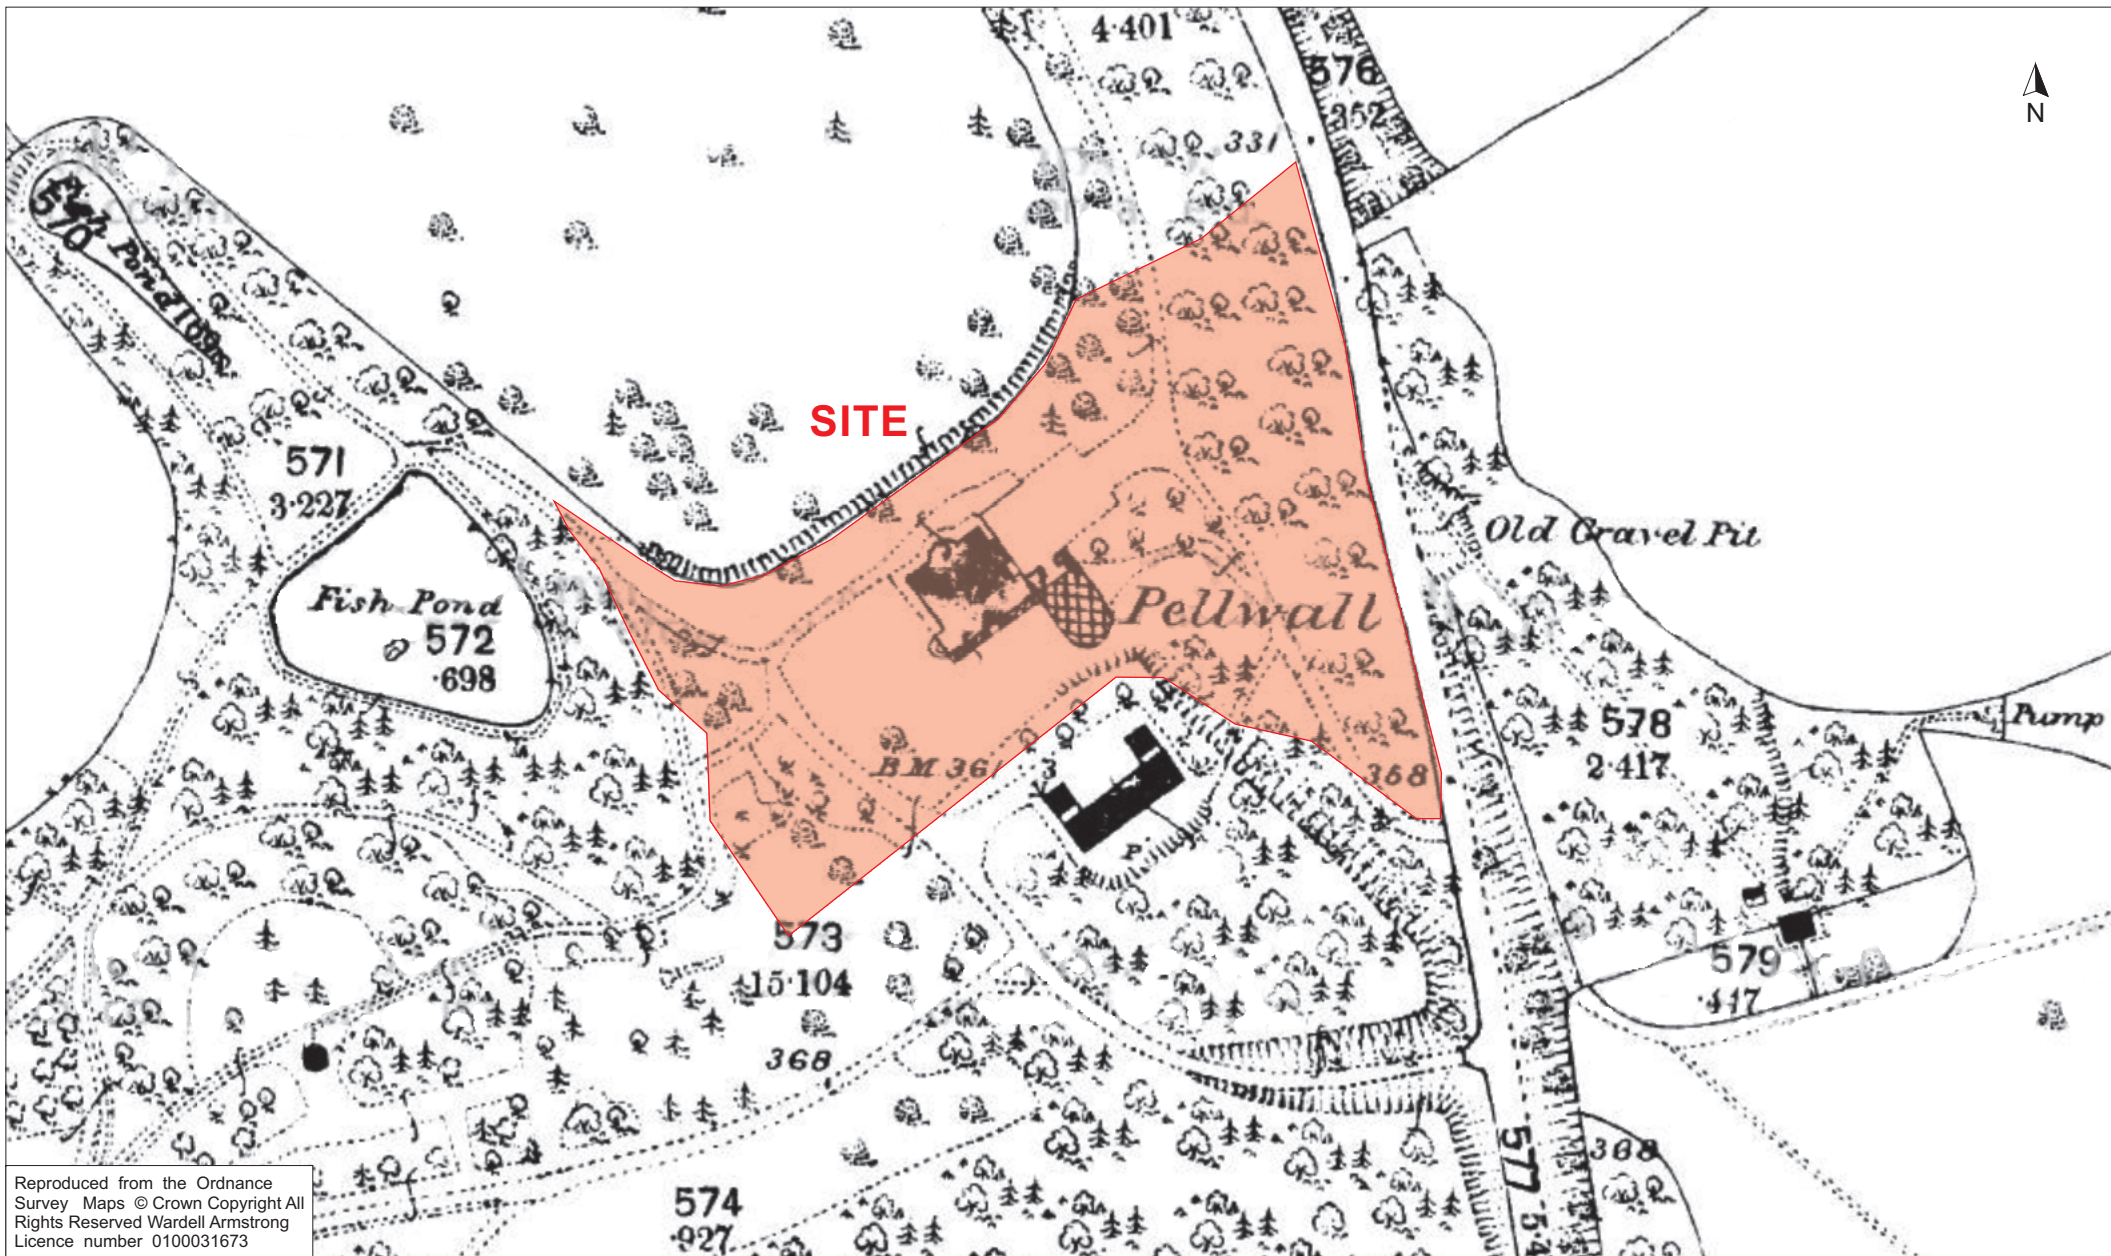 4·401
576
·352
N
·331
570
Fish Pond
SITE
571
3·227
Old Gravel Pit
Fish Pond
572
·698
Pellwall
578
2·417
Pump
B.M 361
358
573
15·104
579
·417
368
577
368
574
·927
Reproduced from the Ordnance
Survey Maps © Crown Copyright All
Rights Reserved Wardell Armstrong
Licence number 0100031673